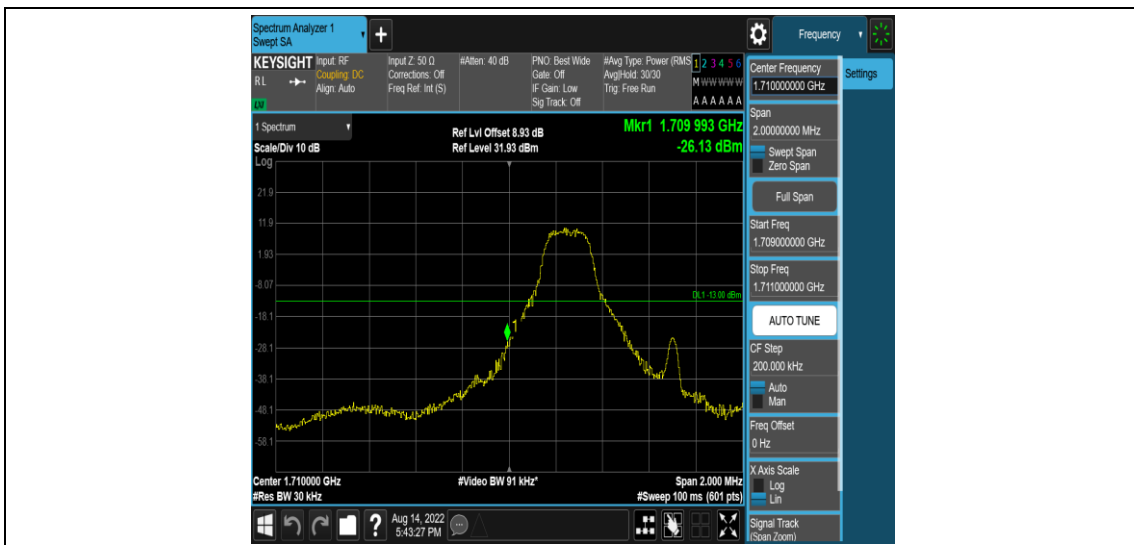 Spectrum Analyzer 1
Swept SA
Frequency
KEYSIGHT
RL
LXI
Input: RF
Coupling: DC
Align: Auto
Input Z: 50 Ω
Corrections: Off
Freq Ref: Int (S)
#Atten: 40 dB
PNO: Best Wide
Gate: Off
IF Gain: Low
Sig Track: Off
#Avg Type: Power (RMS
Avg|Hold: 30/30
Trig: Free Run
1 2 3 4 5 6
M W W W W W
A A A A A A
1 Spectrum
Scale/Div 10 dB
Log
Ref Lvl Offset 8.93 dB
Ref Level 31.93 dBm
Mkr1 1.709 993 GHz
-26.13 dBm
21.9
11.9
1.93
-8.07
-18.1
-28.1
-38.1
-48.1
-58.1
DL1 -13.00 dBm
1
Center 1.710000 GHz
#Res BW 30 kHz
#Video BW 91 kHz*
Span 2.000 MHz
#Sweep 100 ms (601 pts)
Aug 14, 2022
5:43:27 PM
Center Frequency
1.710000000 GHz
Settings
Span
2.00000000 MHz
Swept Span
Zero Span
Full Span
Start Freq
1.709000000 GHz
Stop Freq
1.711000000 GHz
AUTO TUNE
CF Step
200.000 kHz
Auto
Man
Freq Offset
0 Hz
X Axis Scale
Log
Lin
Signal Track
(Span Zoom)